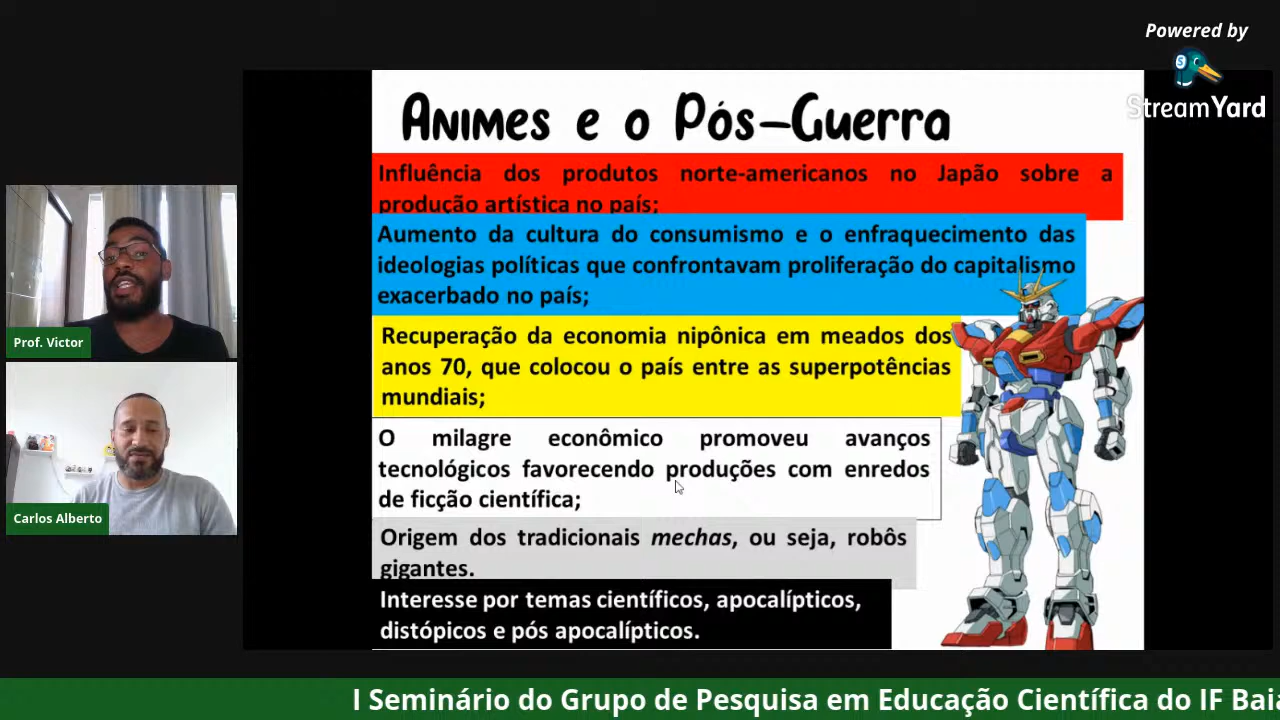 Powered by
StreamYard
Animes e o Pós-Guerra
Influência dos produtos norte-americanos no Japão sobre a
produção artística no país;
Aumento da cultura do consumismo e o enfraquecimento das
ideologias políticas que confrontavam proliferação do capitalismo
exacerbado no país;
Recuperação da economia nipônica em meados dos
anos 70, que colocou o país entre as superpotências
mundiais;
O milagre econômico promoveu avanços
tecnológicos favorecendo produções com enredos
de ficção científica;
Origem dos tradicionais mechas, ou seja, robôs
gigantes.
Interesse por temas científicos, apocalípticos,
distópicos e pós apocalípticos.
Prof. Victor
Carlos Alberto
I Seminário do Grupo de Pesquisa em Educação Científica do IF Baia